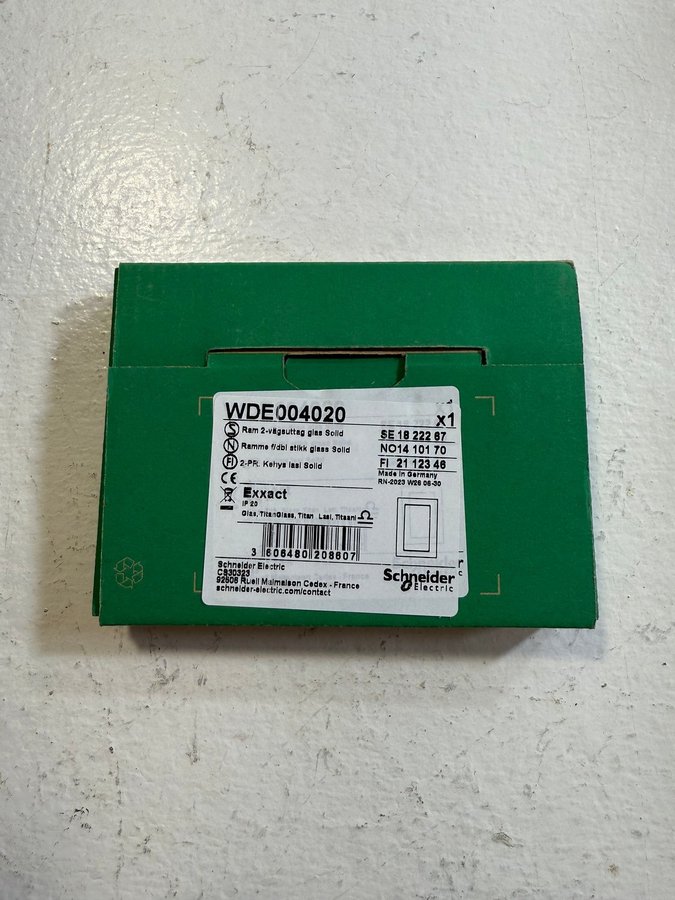 WDE004020
x1
S Ram 2-vägsuttag glas Solid
N Ramme f/dbl stikk glass Solid
FI 2-PR. Kehys lasi Solid
SE 18 222 67
NO14 101 70
FI 21 123 46
Made in Germany
RN-2023 W26 06-30
CE
Exxact
IP 20
Glas, TitanGlass, Titan Lasi, Titaani
3 606480 208607
Schneider Electric
CS30323
92506 Rueil Malmaison Cedex - France
schneider-electric.com/contact
Schneider
Electric